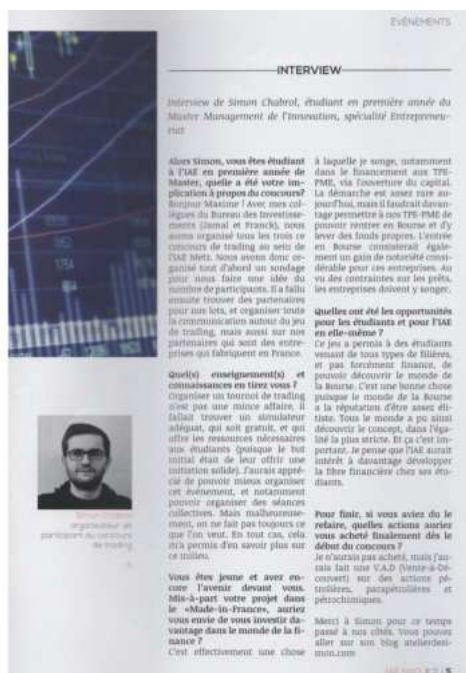 ÉVÉNEMENTS
INTERVIEW
Interview de Simon Chabrol, étudiant en première année du
Master Management de l'Innovation, spécialité Entrepreneu-
riat
Alors Simon, vous êtes étudiant
à l'IAE en première année de
Master, quelle a été votre im-
plication à propos du concours?
Bonjour Maxime ! Avec mes col-
lègues du Bureau des Investisse-
ments (Jamal et Franck), nous
avons organisé tous les trois ce
concours de trading au sein de
l'IAE Metz. Nous avons donc or-
ganisé tout d'abord un sondage
pour nous faire une idée du
nombre de participants. Il a fallu
ensuite trouver des partenaires
pour nos lots, et organiser toute
la communication autour du jeu
de trading, mais aussi sur nos
partenaires qui sont des entre-
prises qui fabriquent en France.
Quel(s) enseignement(s) et
connaissances en tirez vous ?
Organiser un tournoi de trading
n'est pas une mince affaire, il
fallait trouver un simulateur
adéquat, qui soit gratuit, et qui
offre les ressources nécessaires
aux étudiants (puisque le but
initial était de leur offrir une
initiation solide). J'aurais appré-
cié de pouvoir mieux organiser
cet événement, et notamment
pouvoir organiser des séances
collectives. Mais malheureuse-
ment, on ne fait pas toujours ce
que l'on veut. En tout cas, cela
m'a permis d'en savoir plus sur
ce milieu.
Vous êtes jeune et avez en-
core l'avenir devant vous.
Mis-à-part votre projet dans
le «Made-in-France», auriez
vous envie de vous investir da-
vantage dans le monde de la fi-
nance ?
C'est effectivement une chose
à laquelle je songe, notamment
dans le financement aux TPE-
PME, via l'ouverture du capital.
La démarche est assez rare au-
jourd'hui, mais il faudrait davan-
tage permettre à nos TPE-PME de
pouvoir rentrer en Bourse et d'y
lever des fonds propres. L'entrée
en Bourse consisterait égale-
ment un gain de notoriété consi-
dérable pour ces entreprises. Au
vu des contraintes sur les prêts,
les entreprises doivent y songer.
Quelles ont été les opportunités
pour les étudiants et pour l'IAE
en elle-même ?
Ce jeu a permis à des étudiants
venant de tous types de filières,
et pas forcément finance, de
pouvoir découvrir le monde de
la Bourse. C'est une bonne chose
puisque le monde de la Bourse
a la réputation d'être assez éli-
tiste. Tout le monde a pu ainsi
découvrir le concept, dans l'éga-
lité la plus stricte. Et ça c'est im-
portant. Je pense que l'IAE aurait
intérêt à davantage développer
la fibre financière chez ses étu-
diants.
Pour finir, si vous aviez du le
refaire, quelles actions auriez
vous acheté finalement dès le
début du concours ?
Je n'aurais pas acheté, mais j'au-
rais fait une V.A.D (Vente-à-Dé-
couvert) sur des actions pé-
trolières, parapétrolières et
pétrochimiques.
Merci à Simon pour ce temps
passé à nos côtés. Vous pouvez
aller sur son blog atelierdesi-
mon.com
Simon Chabrol
organisateur et
participant du concours
de trading